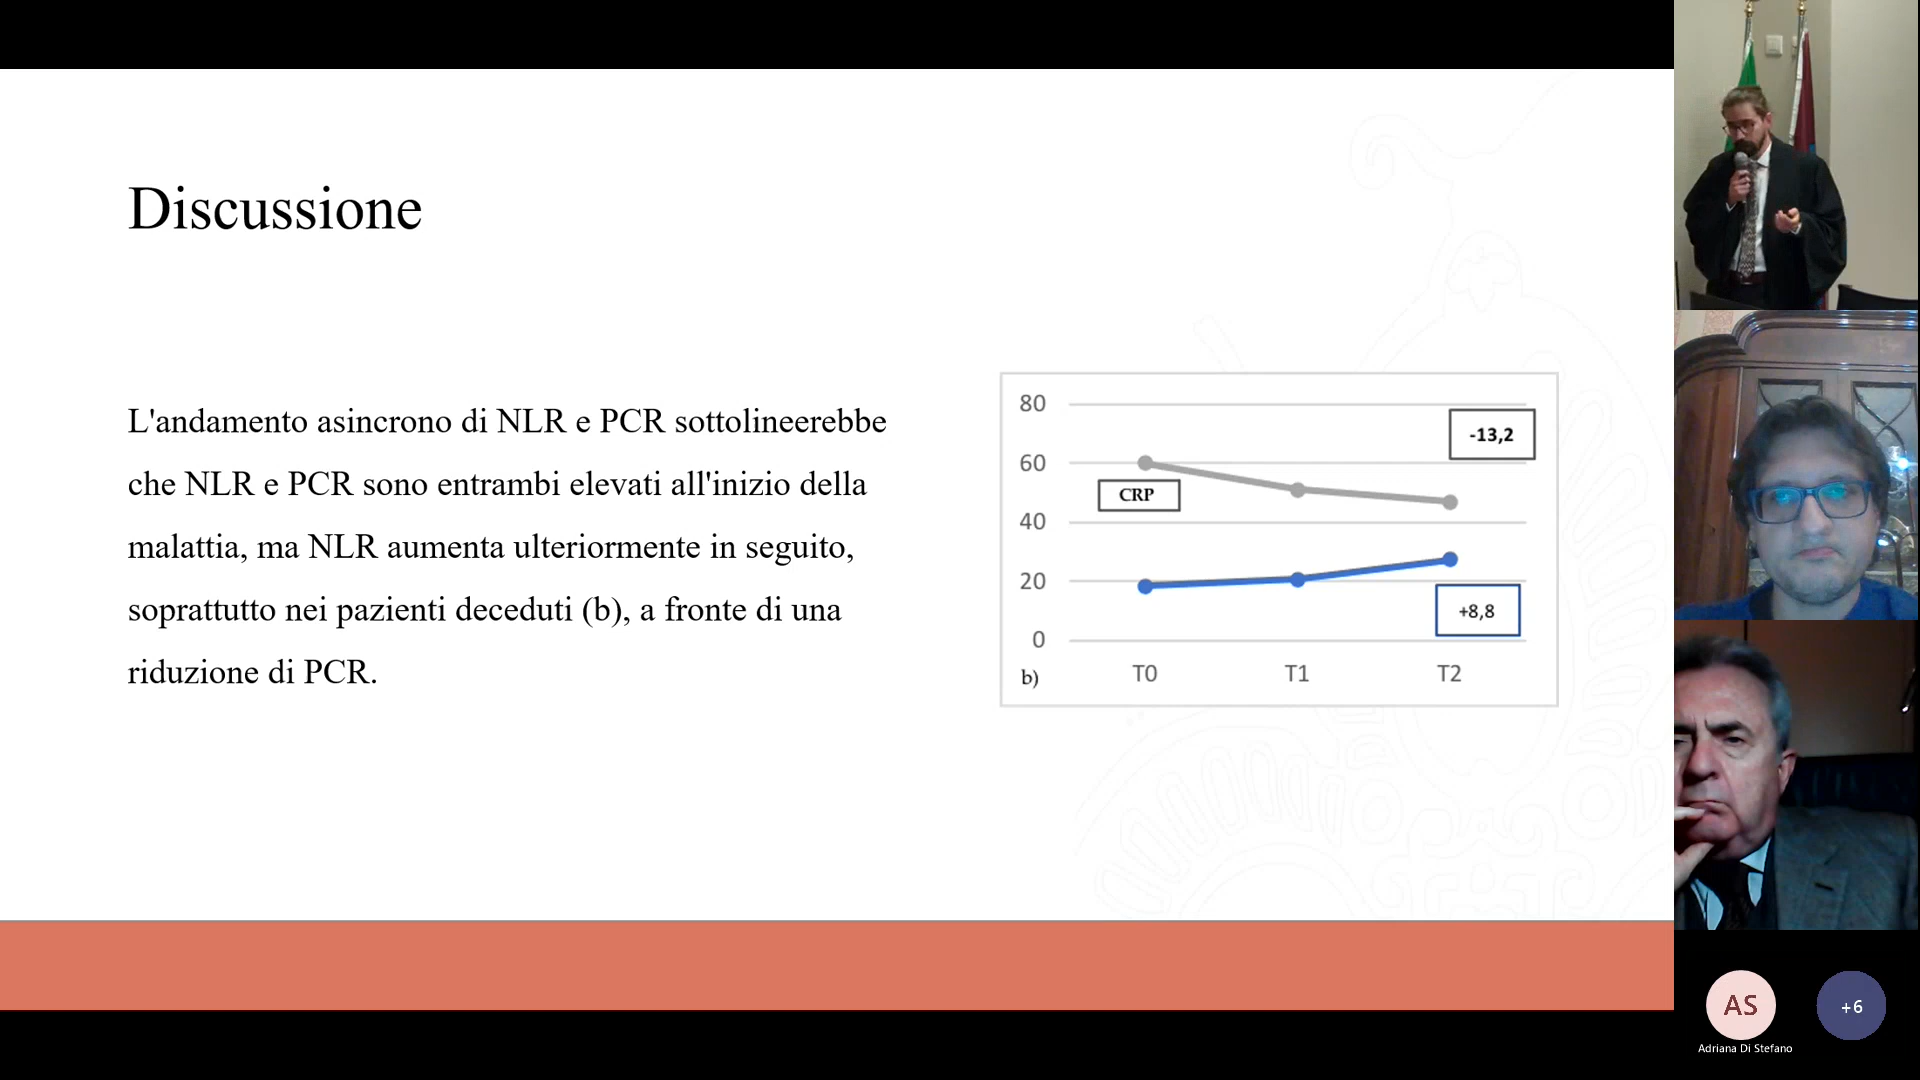 Discussione
L'andamento asincrono di NLR e PCR sottolineerebbe
che NLR e PCR sono entrambi elevati all'inizio della
malattia, ma NLR aumenta ulteriormente in seguito,
soprattutto nei pazienti deceduti (b), a fronte di una
riduzione di PCR.
80
-13,2
60
CRP
40
20
+8,8
0
b)
T0 T1 T2
AS
+6
Adriana Di Stefano